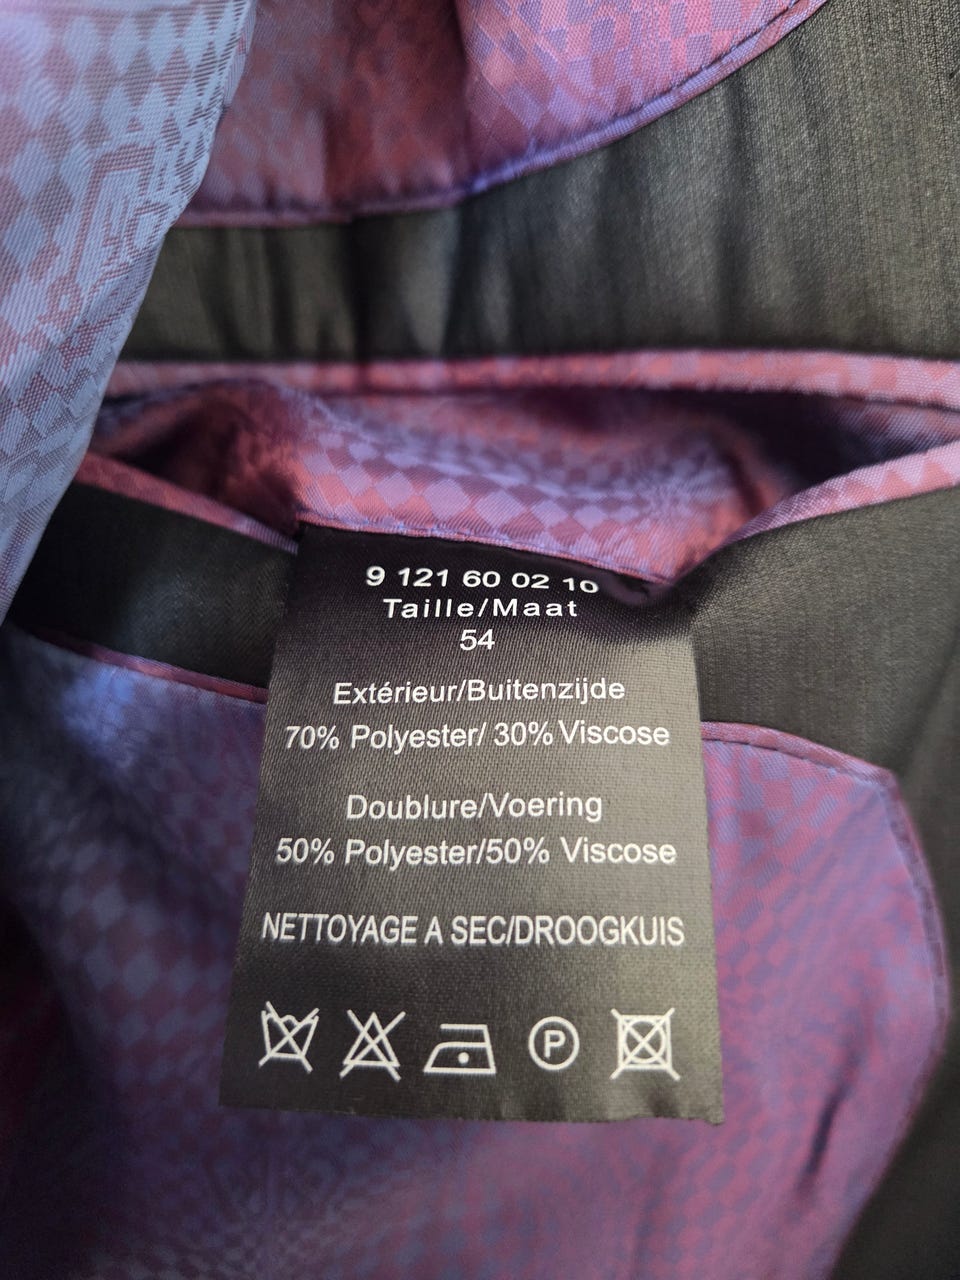 9 121 60 02 10
Taille/Maat
54
Extérieur/Buitenzijde
70% Polyester/ 30% Viscose
Doublure/Voering
50% Polyester/50% Viscose
NETTOYAGE A SEC/DROOGKUIS
P